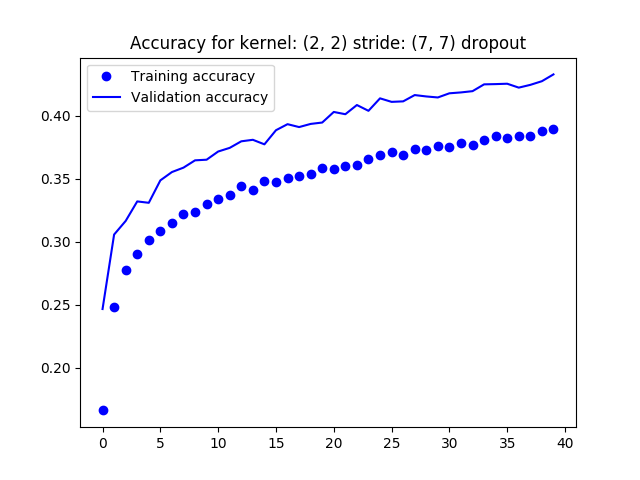 Accuracy for kernel: (2, 2) stride: (7, 7) dropout
Training accuracy
Validation accuracy
0.40
0.35
0.30
0.25
0.20
0 5 10 15 20 25 30 35 40